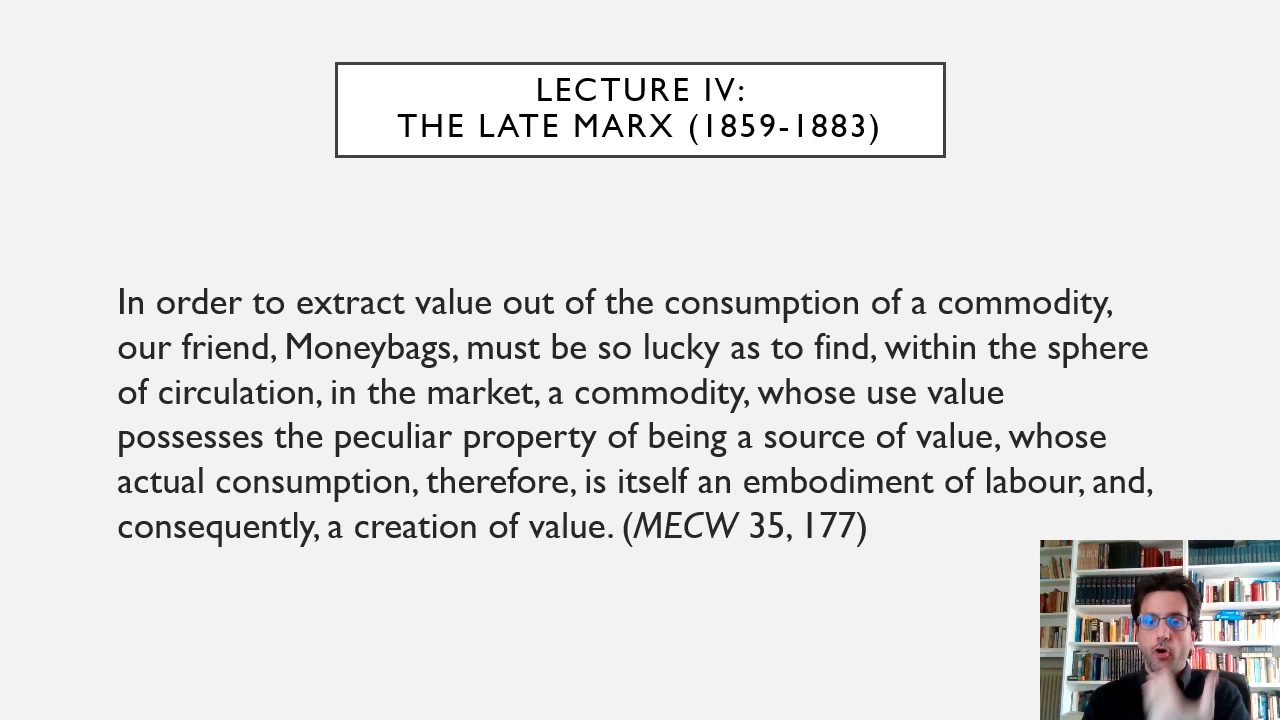 LECTURE IV:
THE LATE MARX (1859-1883)
In order to extract value out of the consumption of a commodity,
our friend, Moneybags, must be so lucky as to find, within the sphere
of circulation, in the market, a commodity, whose use value
possesses the peculiar property of being a source of value, whose
actual consumption, therefore, is itself an embodiment of labour, and,
consequently, a creation of value. (MECW 35, 177)